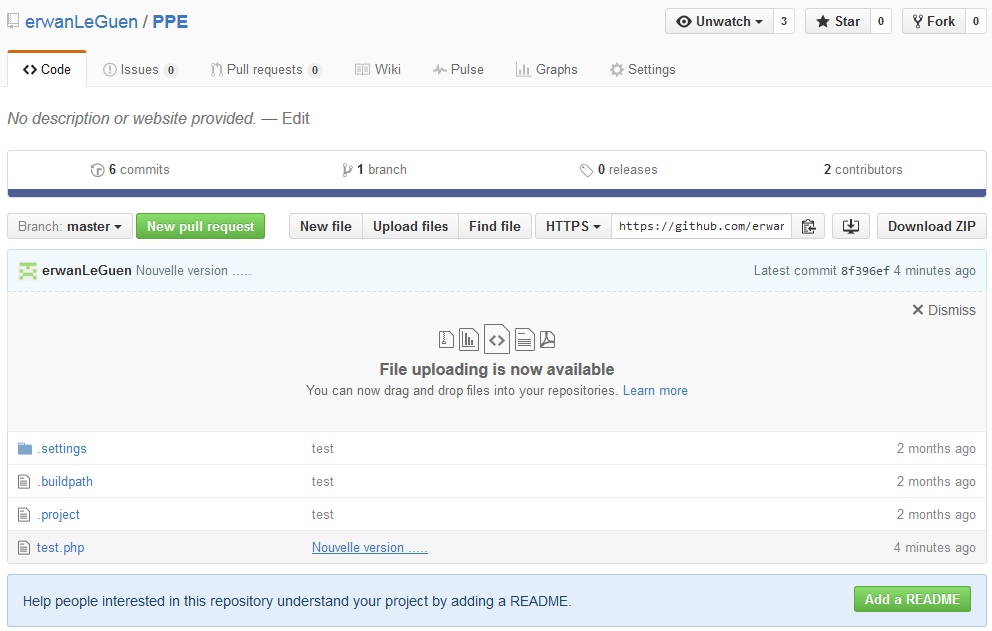 erwanLeGuen / PPE
Unwatch 3 Star 0 Fork 0
Code Issues 0 Pull requests 0 Wiki Pulse Graphs Settings
No description or website provided. — Edit
6 commits 1 branch 0 releases 2 contributors
Branch: master New pull request New file Upload files Find file HTTPS https://github.com/erwar Download ZIP
erwanLeGuen Nouvelle version ..... Latest commit 8f396ef 4 minutes ago
Dismiss
File uploading is now available
You can now drag and drop files into your repositories. Learn more
.settings test 2 months ago
.buildpath test 2 months ago
.project test 2 months ago
test.php Nouvelle version ..... 4 minutes ago
Help people interested in this repository understand your project by adding a README. Add a README